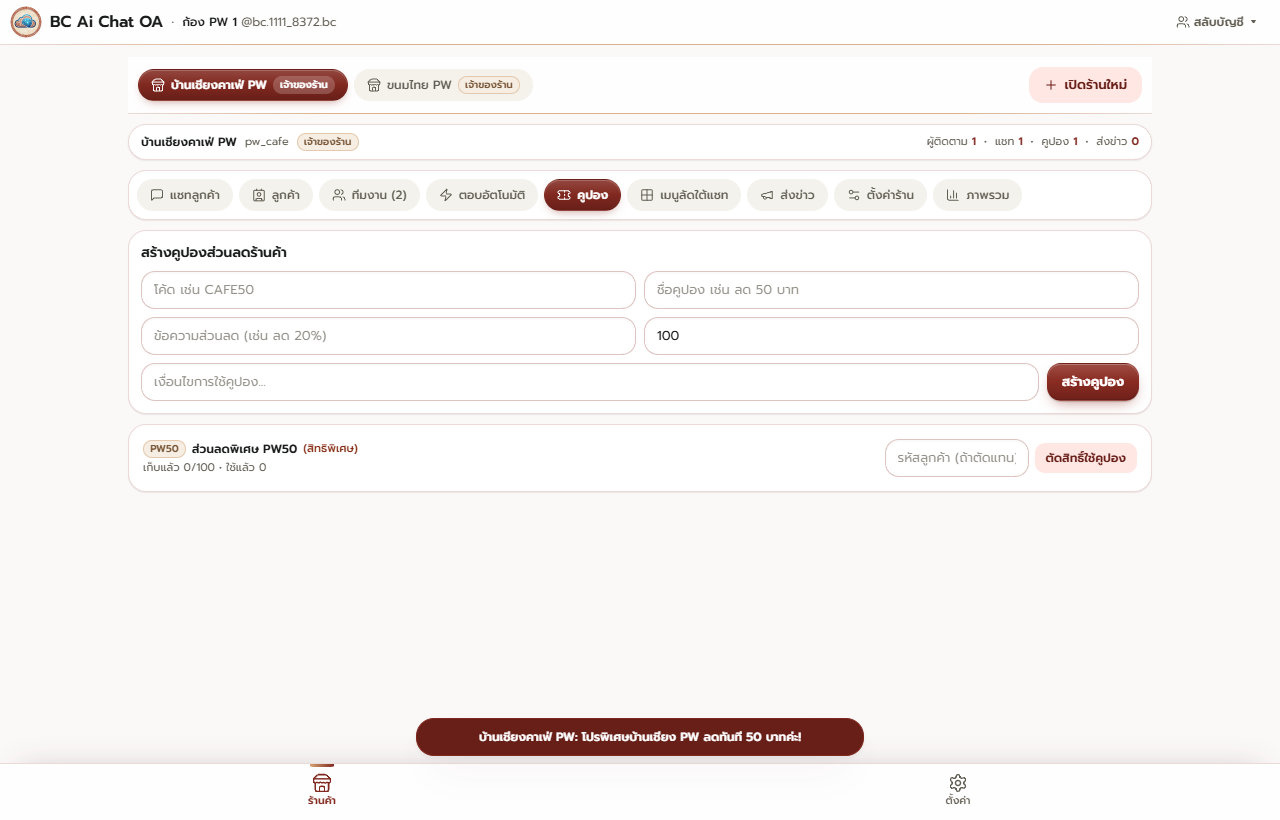 BC Ai Chat OA · ก้อง PW 1 @bc.1111_8372.bc
สลับบัญชี
บ้านเชียงคาเฟ่ PW เจ้าของร้าน
ขนมไทย PW เจ้าของร้าน
+ เปิดร้านใหม่
บ้านเชียงคาเฟ่ PW pw_cafe เจ้าของร้าน
ผู้ติดตาม 1 · แชท 1 · คูปอง 1 · ส่งข่าว 0
แชทลูกค้า
ลูกค้า
ทีมงาน (2)
ตอบอัตโนมัติ
คูปอง
เมนูลัดใต้แชท
ส่งข่าว
ตั้งค่าร้าน
ภาพรวม
สร้างคูปองส่วนลดร้านค้า
โค้ด เช่น CAFE50
ชื่อคูปอง เช่น ลด 50 บาท
ข้อความส่วนลด (เช่น ลด 20%)
100
เงื่อนไขการใช้คูปอง...
สร้างคูปอง
PW50 ส่วนลดพิเศษ PW50 (สิทธิพิเศษ)
เก็บแล้ว 0/100 · ใช้แล้ว 0
รหัสลูกค้า (ถ้าตัดแทน)
ตัดสิทธิ์ใช้คูปอง
บ้านเชียงคาเฟ่ PW: โปรพิเศษบ้านเชียง PW ลดทันที 50 บาทค่ะ!
ร้านค้า
ตั้งค่า